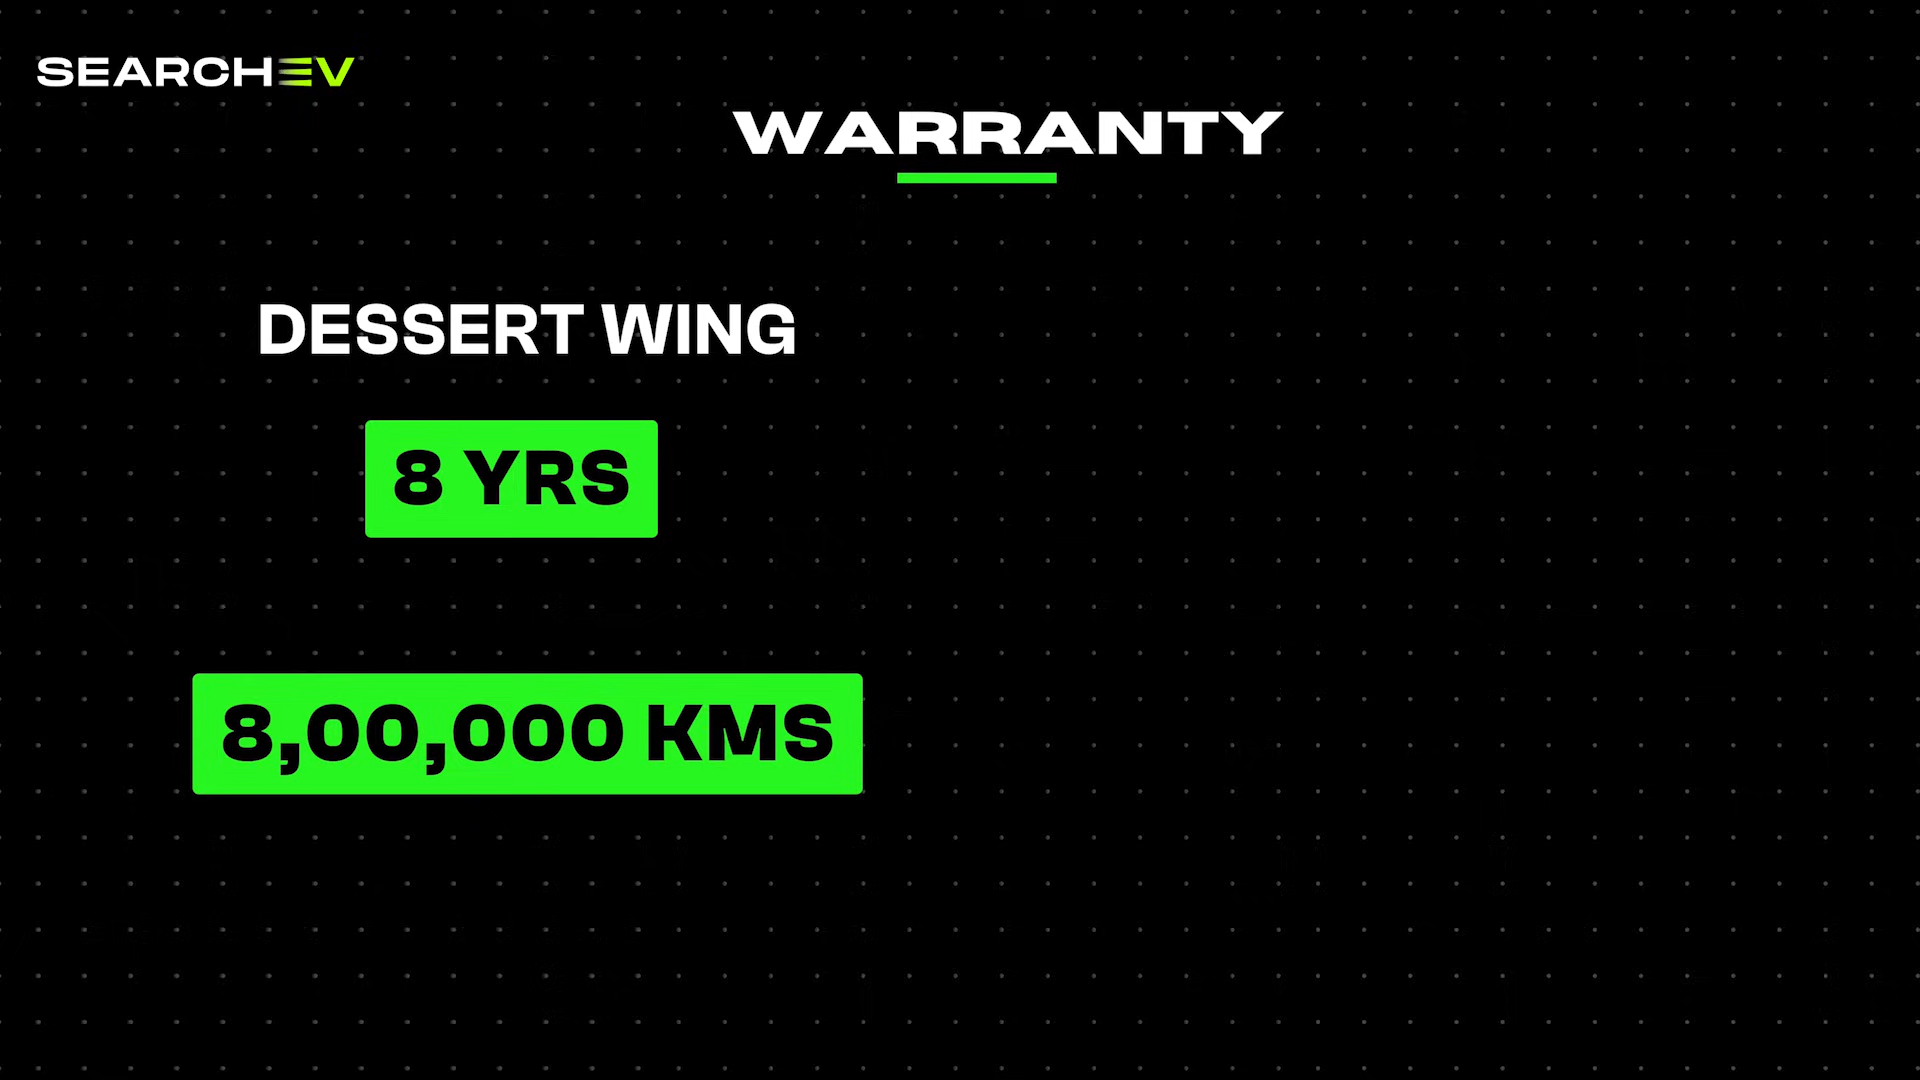 SEARCHEV
WARRANTY
DESSERT WING
8 YRS
8,00,000 KMS